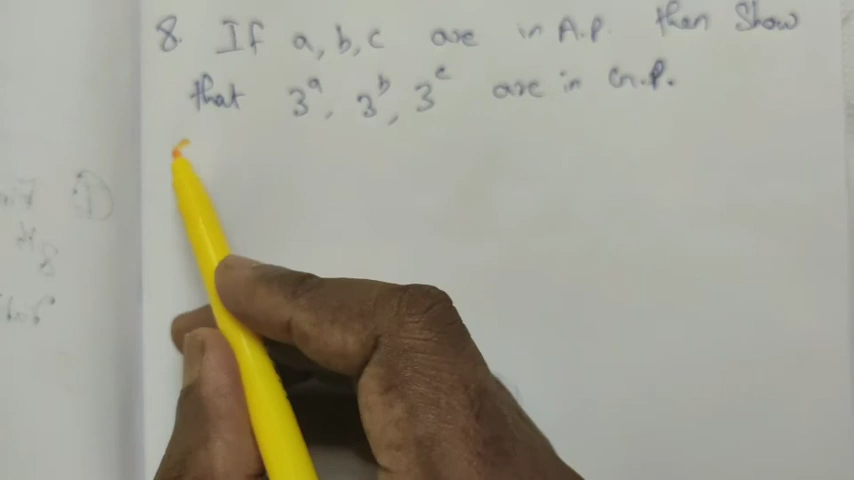 8. If a, b, c are in A.P. then Show
that 3^a, 3^b, 3^c are in G.P.